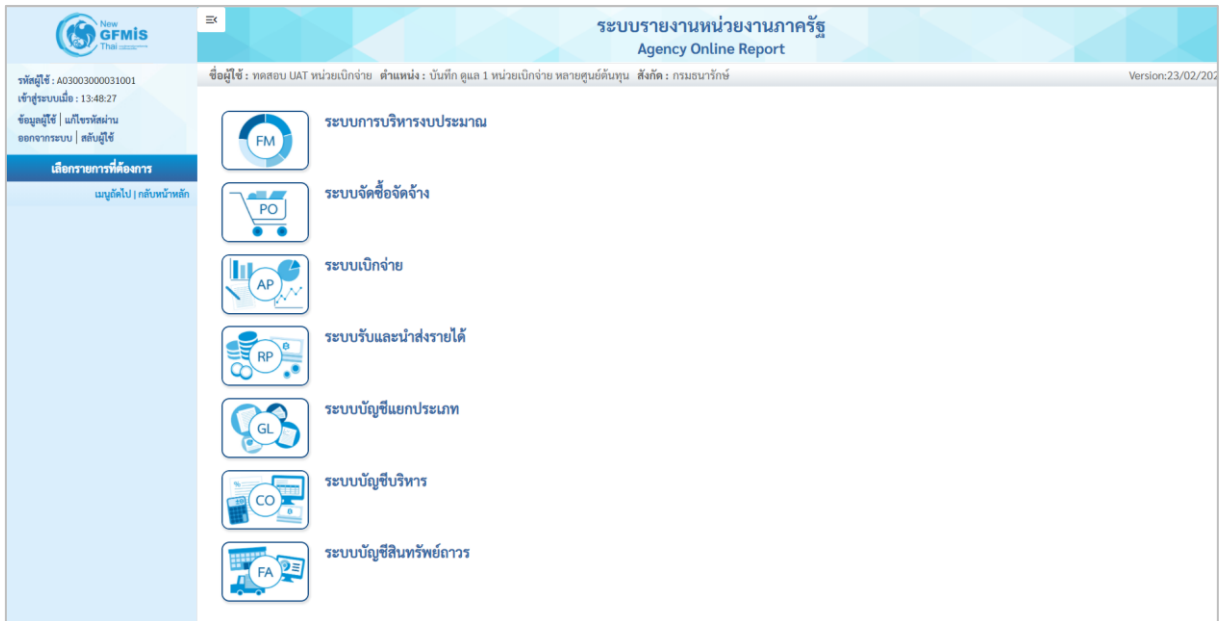 New
GFMIS
Thai
ระบบรายงานหน่วยงานภาครัฐ
Agency Online Report
รหัสผู้ใช้ : A03003000031001
เข้าสู่ระบบเมื่อ : 13:48:27
ข้อมูลผู้ใช้ | แก้ไขรหัสผ่าน
ออกจากระบบ | สลับผู้ใช้
เลือกรายการที่ต้องการ
เมนูถัดไป | กลับหน้าหลัก
ชื่อผู้ใช้ : ทดสอบ UAT หน่วยเบิกจ่าย ตำแหน่ง : บันทึก ดูแล 1 หน่วยเบิกจ่าย หลายศูนย์ต้นทุน สังกัด : กรมธนารักษ์ Version:23/02/202
FM ระบบการบริหารงบประมาณ
PO ระบบจัดซื้อจัดจ้าง
AP ระบบเบิกจ่าย
RP ระบบรับและนำส่งรายได้
GL ระบบบัญชีแยกประเภท
CO ระบบบัญชีบริหาร
FA ระบบบัญชีสินทรัพย์ถาวร